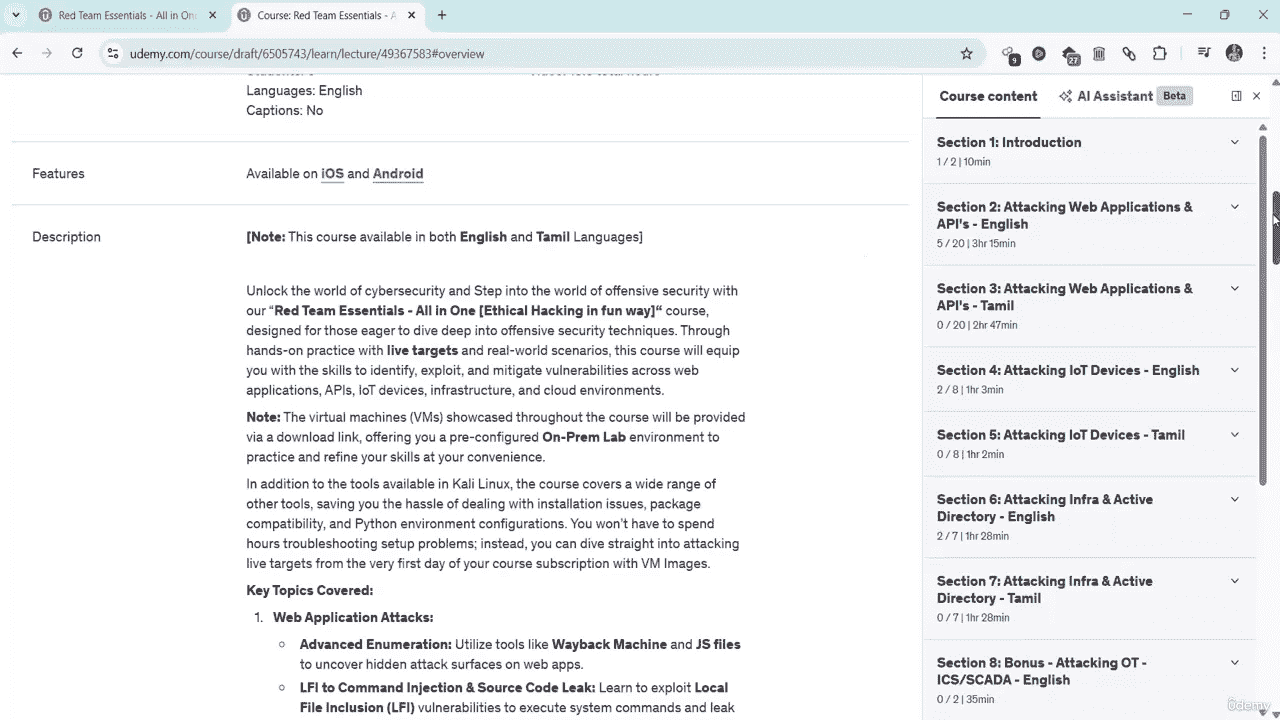 Red Team Essentials - All in On
Course: Red Team Essentials - A
udemy.com/course/draft/6505743/learn/lecture/49367583#overview
9
27
Languages: English
Captions: No
Features
Available on iOS and Android
Description
[Note: This course available in both English and Tamil Languages]
Unlock the world of cybersecurity and Step into the world of offensive security with
our “Red Team Essentials - All in One [Ethical Hacking in fun way]“ course,
designed for those eager to dive deep into offensive security techniques. Through
hands-on practice with live targets and real-world scenarios, this course will equip
you with the skills to identify, exploit, and mitigate vulnerabilities across web
applications, APIs, IoT devices, infrastructure, and cloud environments.
Note: The virtual machines (VMs) showcased throughout the course will be provided
via a download link, offering you a pre-configured On-Prem Lab environment to
practice and refine your skills at your convenience.
In addition to the tools available in Kali Linux, the course covers a wide range of
other tools, saving you the hassle of dealing with installation issues, package
compatibility, and Python environment configurations. You won't have to spend
hours troubleshooting setup problems; instead, you can dive straight into attacking
live targets from the very first day of your course subscription with VM Images.
Key Topics Covered:
1. Web Application Attacks:
Advanced Enumeration: Utilize tools like Wayback Machine and JS files
to uncover hidden attack surfaces on web apps.
LFI to Command Injection & Source Code Leak: Learn to exploit Local
File Inclusion (LFI) vulnerabilities to execute system commands and leak
Course content
AI Assistant Beta
Section 1: Introduction
1 / 2 | 10min
Section 2: Attacking Web Applications &
API's - English
5 / 20 | 3hr 15min
Section 3: Attacking Web Applications &
API's - Tamil
0 / 20 | 2hr 47min
Section 4: Attacking IoT Devices - English
2 / 8 | 1hr 3min
Section 5: Attacking IoT Devices - Tamil
0 / 8 | 1hr 2min
Section 6: Attacking Infra & Active
Directory - English
2 / 7 | 1hr 28min
Section 7: Attacking Infra & Active
Directory - Tamil
0 / 7 | 1hr 28min
Section 8: Bonus - Attacking OT -
ICS/SCADA - English
0 / 2 | 35min
Udemy